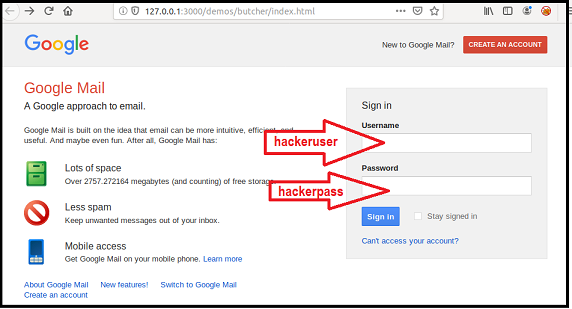 127.0.0.1:3000/demos/butcher/index.html
Google
New to Google Mail?
CREATE AN ACCOUNT
Google Mail
A Google approach to email.
Google Mail is built on the idea that email can be more intuitive, efficient, and
useful. And maybe even fun. After all, Google Mail has:
Lots of space
Over 2757.272164 megabytes (and counting) of free storage.
Less spam
Keep unwanted messages out of your inbox.
Mobile access
Get Google Mail on your mobile phone. Learn more
About Google Mail New features! Switch to Google Mail
Create an account
Sign in
Username
hackeruser
Password
hackerpass
Sign in
Stay signed in
Can't access your account?